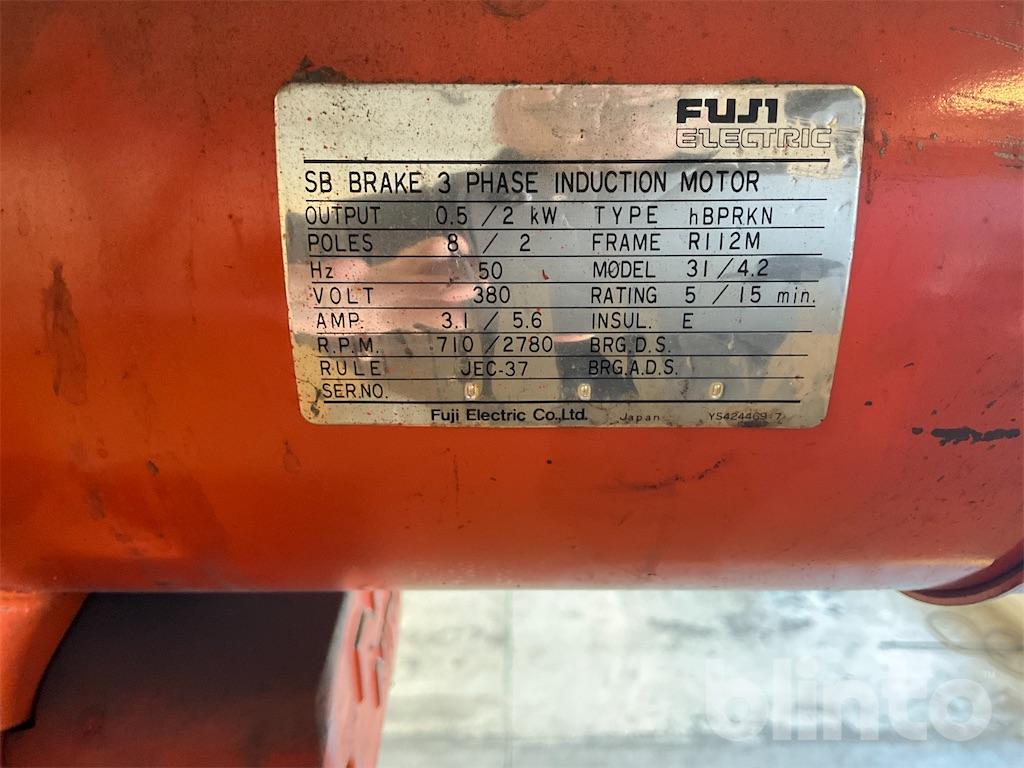 FUJI
ELECTRIC
SB BRAKE 3 PHASE INDUCTION MOTOR
OUTPUT 0.5 / 2 kW TYPE hBPRKN
POLES 8 / 2 FRAME R112M
Hz 50 MODEL 31 / 4.2
VOLT 380 RATING 5 / 15 min.
AMP. 3.1 / 5.6 INSUL. E
R.P.M. 710 / 2780 BRG.D.S.
RULE JEC-37 BRG.A.D.S.
SER.NO.
Fuji Electric Co.,Ltd. Japan YS424469-7
blinto™